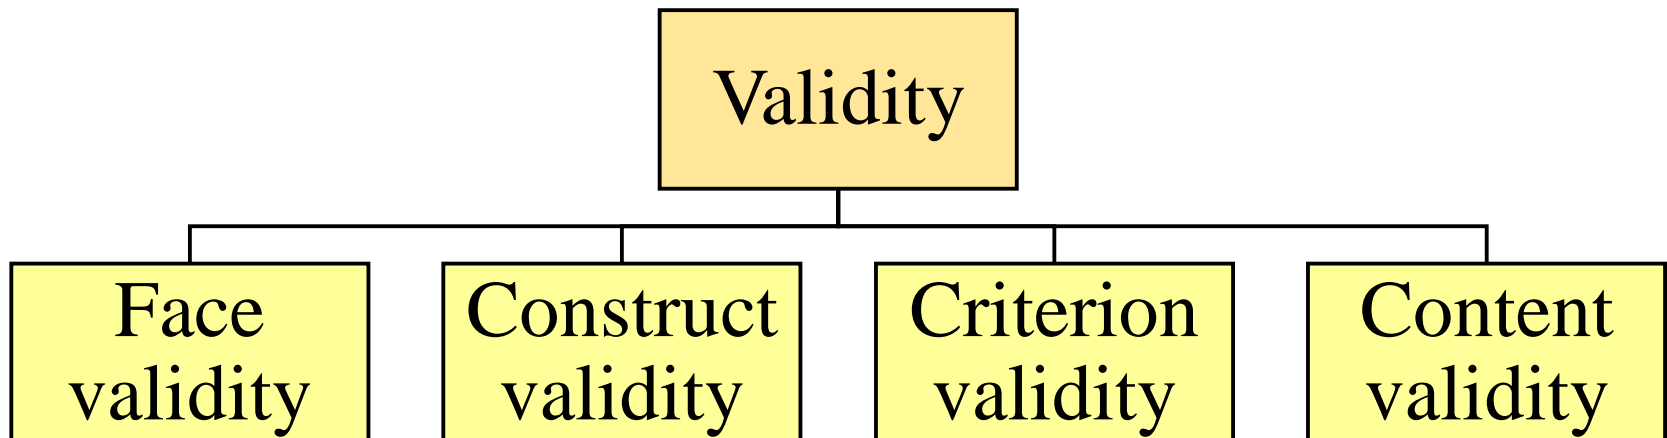 Validity
Face
validity
Construct
validity
Criterion
validity
Content
validity